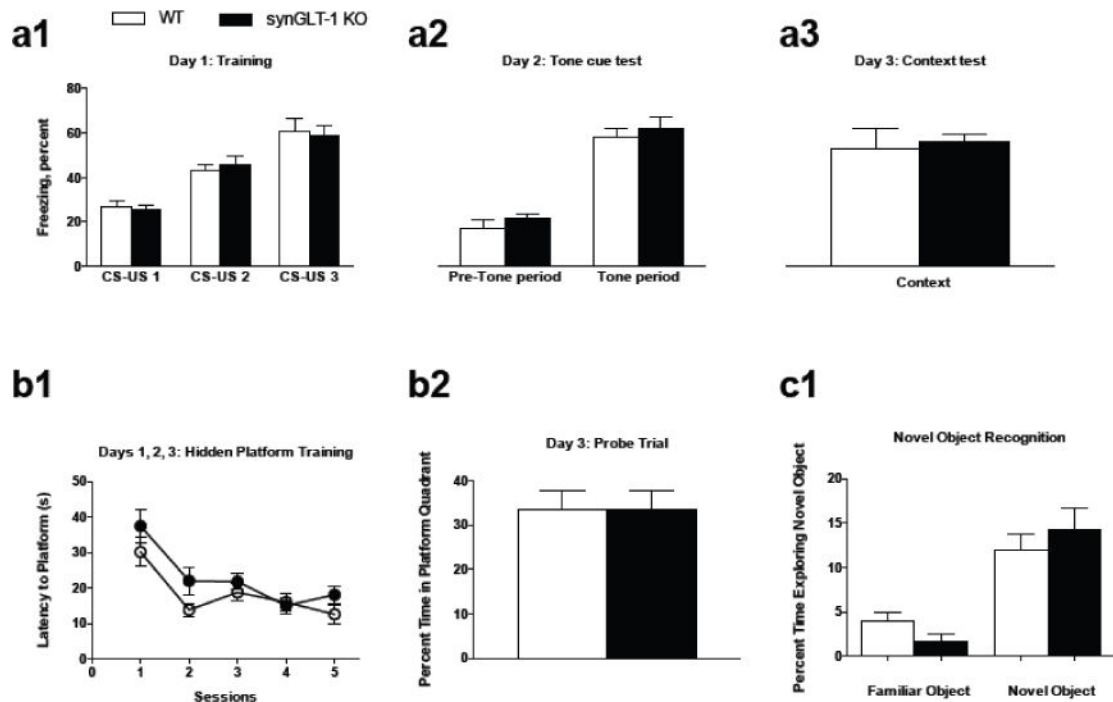 WT synGLT-1 KO
a1 a2 a3
Day 1: Training
Day 2: Tone cue test
Day 3: Context test
Freezing, percent
80
60
40
20
0
CS-US 1 CS-US 2 CS-US 3
Pre-Tone period Tone period
Context
b1 b2 c1
Days 1, 2, 3: Hidden Platform Training
Latency to Platform (s)
50
40
30
20
10
0
0 1 2 3 4 5
Sessions
Day 3: Probe Trial
Percent Time in Platform Quadrant
40
30
20
10
0
Novel Object Recognition
Percent Time Exploring Novel Object
20
15
10
5
0
Familiar Object Novel Object